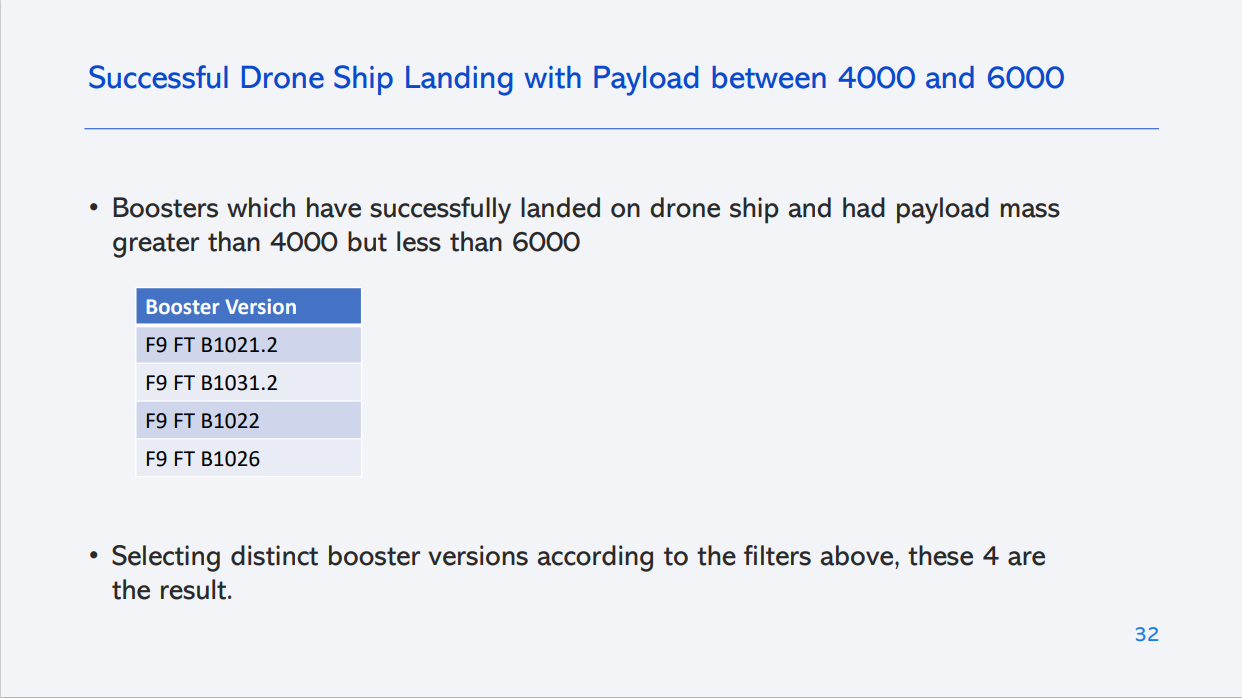 Successful Drone Ship Landing with Payload between 4000 and 6000
• Boosters which have successfully landed on drone ship and had payload mass
greater than 4000 but less than 6000
Booster Version
F9 FT B1021.2
F9 FT B1031.2
F9 FT B1022
F9 FT B1026
• Selecting distinct booster versions according to the filters above, these 4 are
the result.
32